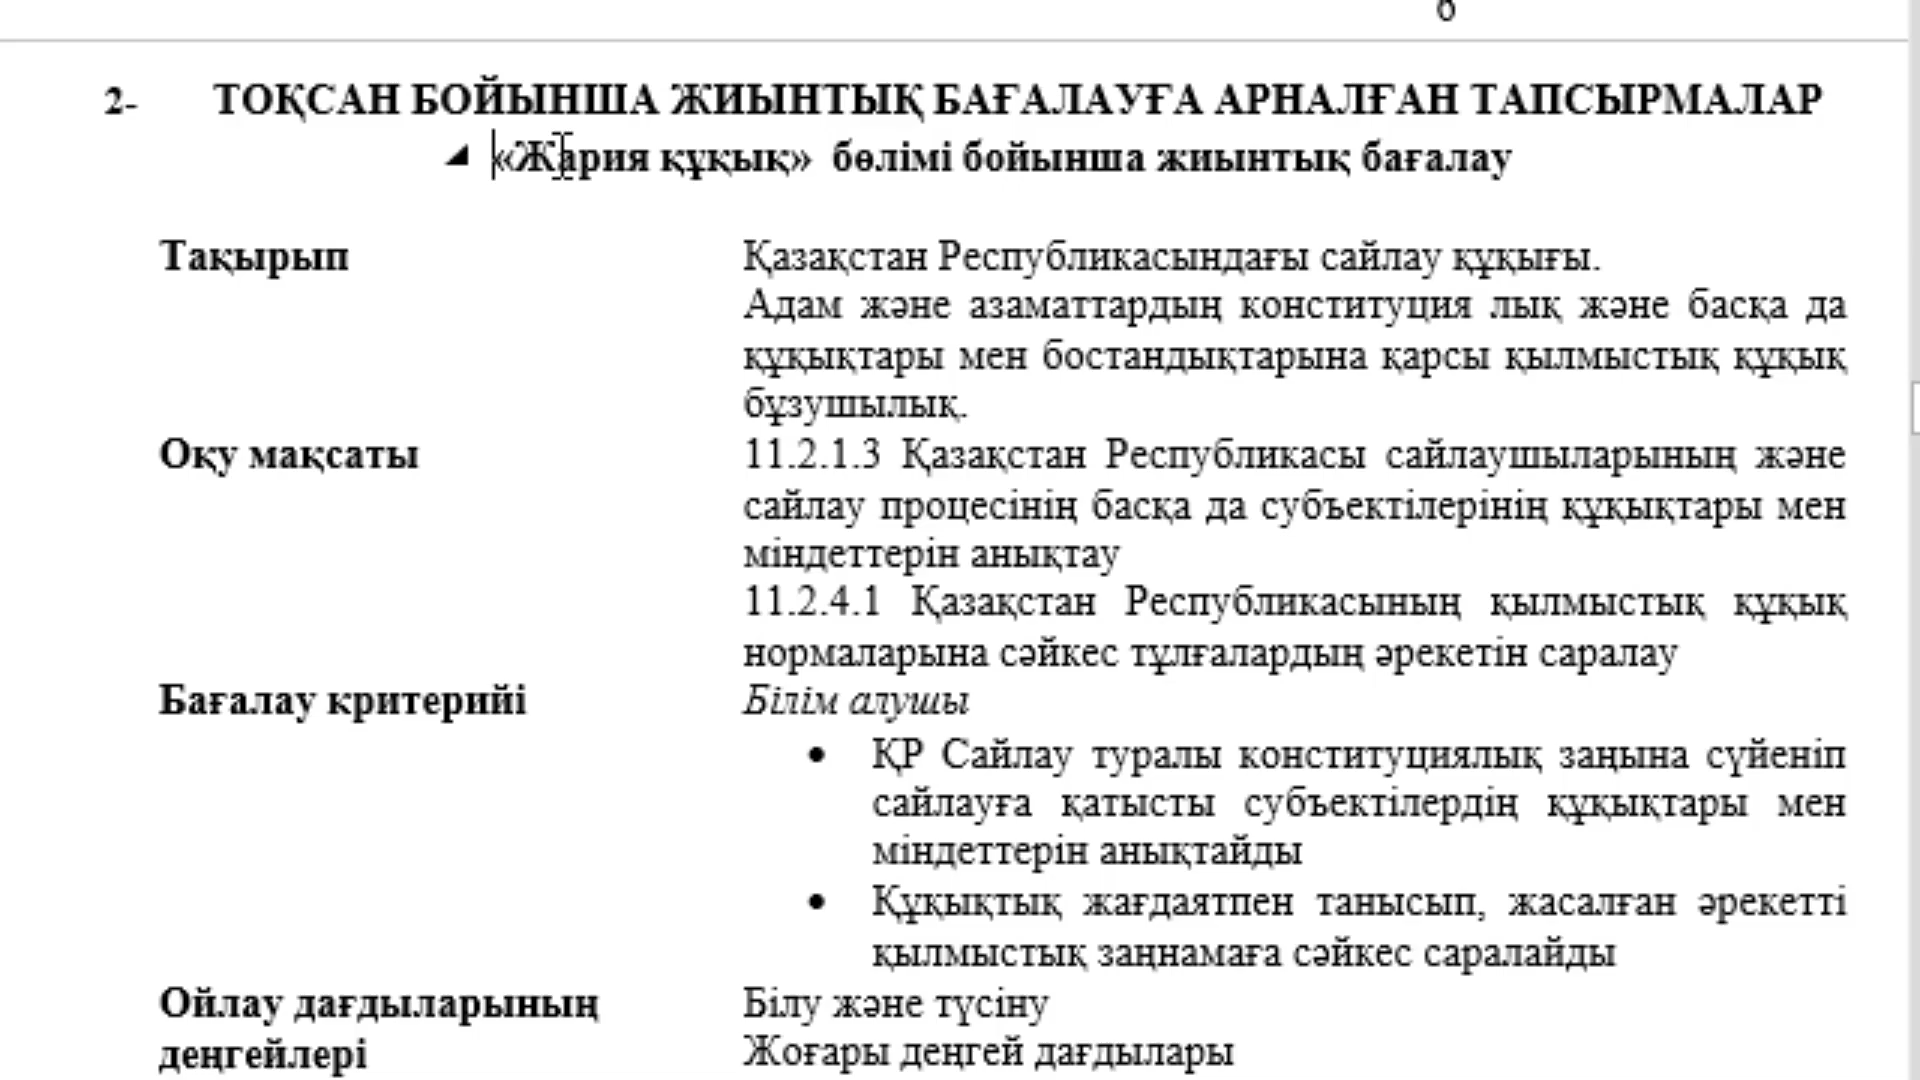 6
2- ТОҚСАН БОЙЫНША ЖИЫНТЫҚ БАҒАЛАУҒА АРНАЛҒАН ТАПСЫРМАЛАР
«Жария құқық» бөлімі бойынша жиынтық бағалау
Тақырып
Қазақстан Республикасындағы сайлау құқығы.
Адам және азаматтардың конституция лық және басқа да
құқықтары мен бостандықтарына қарсы қылмыстық құқық
бұзушылық.
Оқу мақсаты
11.2.1.3 Қазақстан Республикасы сайлаушыларының және
сайлау процесінің басқа да субъектілерінің құқықтары мен
міндеттерін анықтау
11.2.4.1 Қазақстан Республикасының қылмыстық құқық
нормаларына сәйкес тұлғалардың әрекетін саралау
Бағалау критерийі
Білім алушы
• ҚР Сайлау туралы конституциялық заңына сүйеніп
сайлауға қатысты субъектілердің құқықтары мен
міндеттерін анықтайды
• Құқықтық жағдаятпен танысып, жасалған әрекетті
қылмыстық заңнамаға сәйкес саралайды
Ойлау дағдыларының
деңгейлері
Білу және түсіну
Жоғары деңгей дағдылары